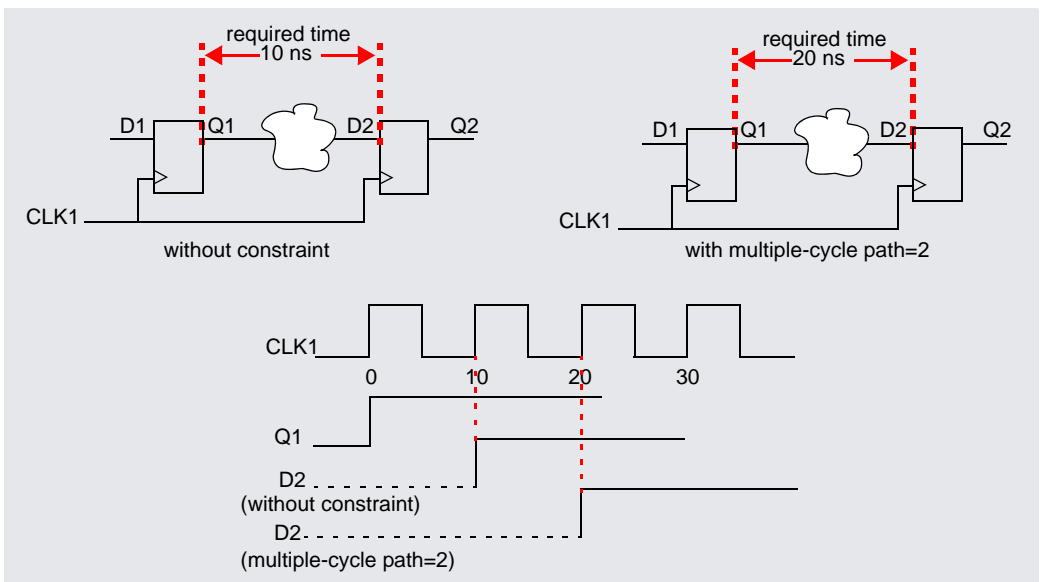 required time
10 ns
D1
Q1
D2
Q2
CLK1
without constraint
required time
20 ns
D1
Q1
D2
Q2
CLK1
with multiple-cycle path=2
CLK1
0
10
20
30
Q1
D2
(without constraint)
D2
(multiple-cycle path=2)